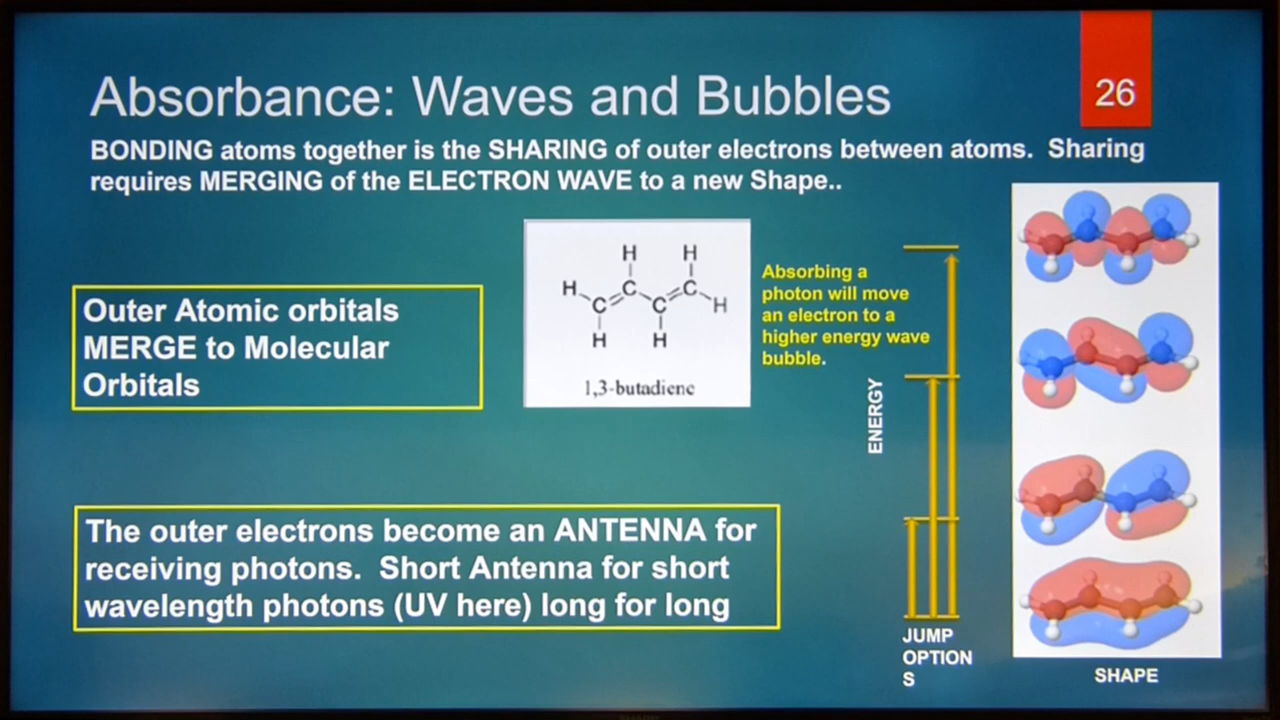 Absorbance: Waves and Bubbles
26
BONDING atoms together is the SHARING of outer electrons between atoms. Sharing
requires MERGING of the ELECTRON WAVE to a new Shape..
Outer Atomic orbitals
MERGE to Molecular
Orbitals
H H
H C C H
C C
H H
1,3-butadiene
Absorbing a
photon will move
an electron to a
higher energy wave
bubble.
ENERGY
The outer electrons become an ANTENNA for
receiving photons. Short Antenna for short
wavelength photons (UV here) long for long
JUMP
OPTION
S
SHAPE